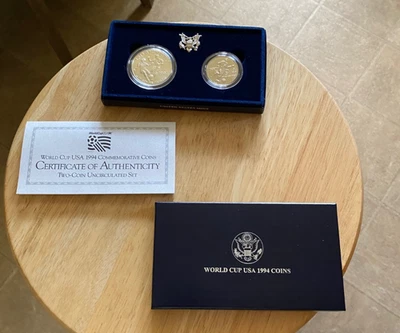 World Cup USA 1994 Commemorative Coins
Certificate of Authenticity
Two-Coin Uncirculated Set
WORLD CUP USA 1994 COINS